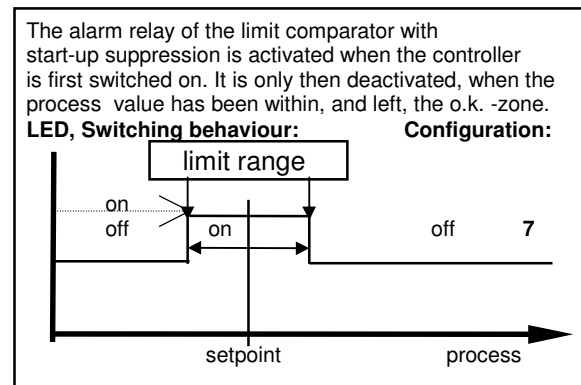 The alarm relay of the limit comparator with
start-up suppression is activated when the controller
is first switched on. It is only then deactivated, when the
process value has been within, and left, the o.k. -zone.
LED, Switching behaviour: Configuration:
limit range
on
off on off 7
setpoint process